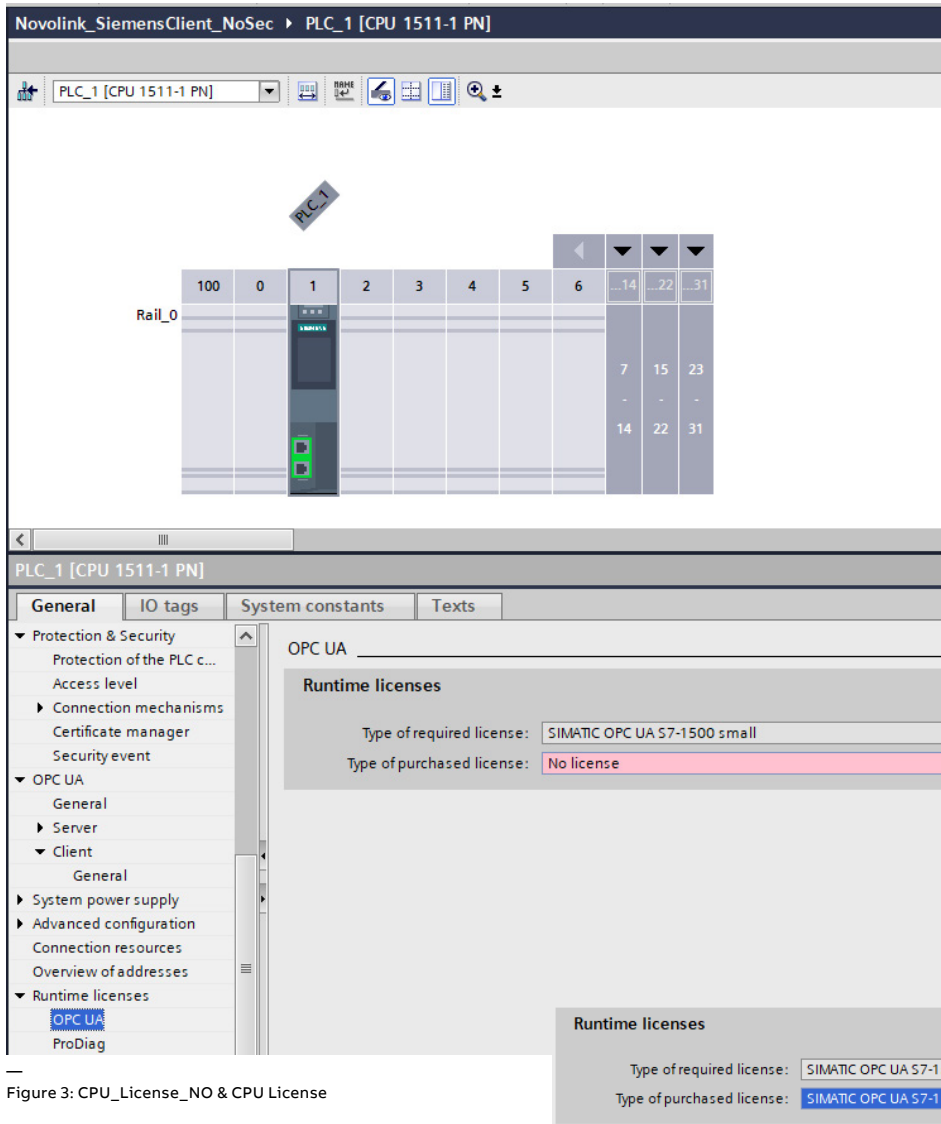 Novolink_SiemensClient_NoSec ▸ PLC_1 [CPU 1511-1 PN]
PLC_1 [CPU 1511-1 PN]
PLC_1
100 0 1 2 3 4 5 6 ...14 ...22 ...31
Rail_0
SIEMENS
7 15 23
- - -
14 22 31
PLC_1 [CPU 1511-1 PN]
General IO tags System constants Texts
Protection & Security
Protection of the PLC c...
Access level
Connection mechanisms
Certificate manager
Security event
OPC UA
General
Server
Client
General
System power supply
Advanced configuration
Connection resources
Overview of addresses
Runtime licenses
OPC UA
ProDiag
OPC UA
Runtime licenses
Type of required license: SIMATIC OPC UA S7-1500 small
Type of purchased license: No license
Runtime licenses
Type of required license: SIMATIC OPC UA S7-1
Type of purchased license: SIMATIC OPC UA S7-1
—
Figure 3: CPU_License_NO & CPU License